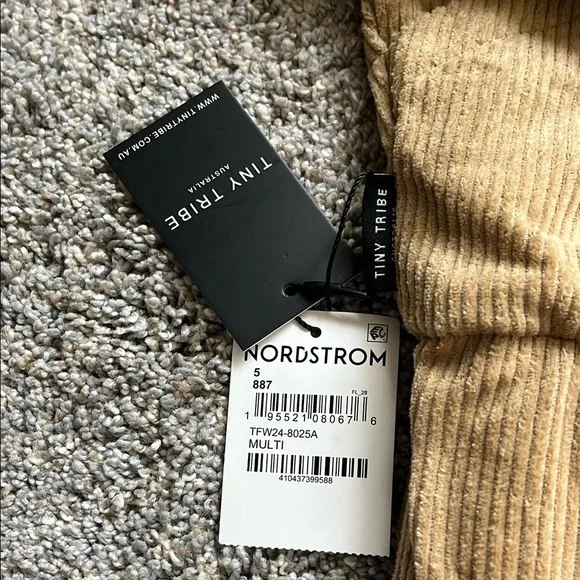 WWW.TINYTRIBE.COM.AU
TINY TRIBE
AUSTRALIA
TINY TRIBE
NORDSTROM
5
887
FL_28
1 95521 08067 6
TFW24-8025A
MULTI
410437399588